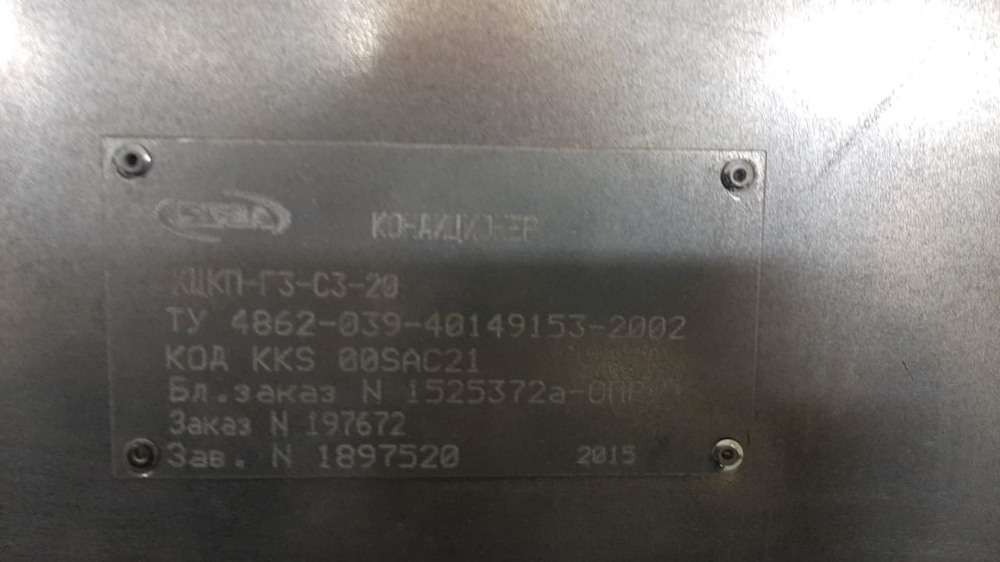 КОНДИЦИОНЕР
КЦКП-Г3-С3-20
ТУ 4862-039-40149153-2002
КОД KKS 00SAC21
Бл.заказ N 1525372а-ОПР
Заказ N 197672
Зав. N 1897520 2015